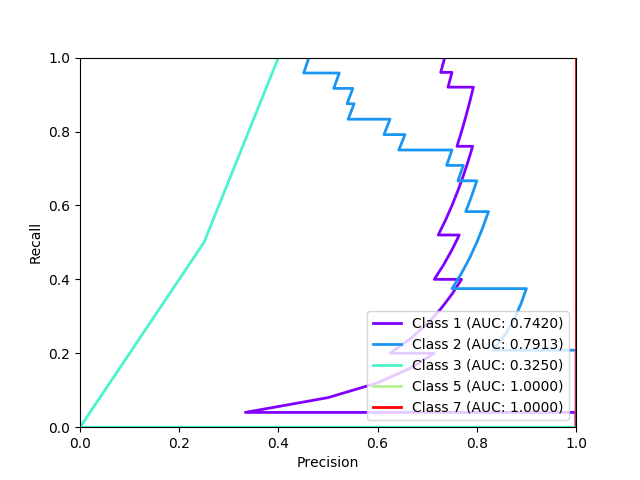 1.0
0.8
0.6
0.4
0.2
0.0
Recall
Class 1 (AUC: 0.7420)
Class 2 (AUC: 0.7913)
Class 3 (AUC: 0.3250)
Class 5 (AUC: 1.0000)
Class 7 (AUC: 1.0000)
0.0 0.2 0.4 0.6 0.8 1.0
Precision